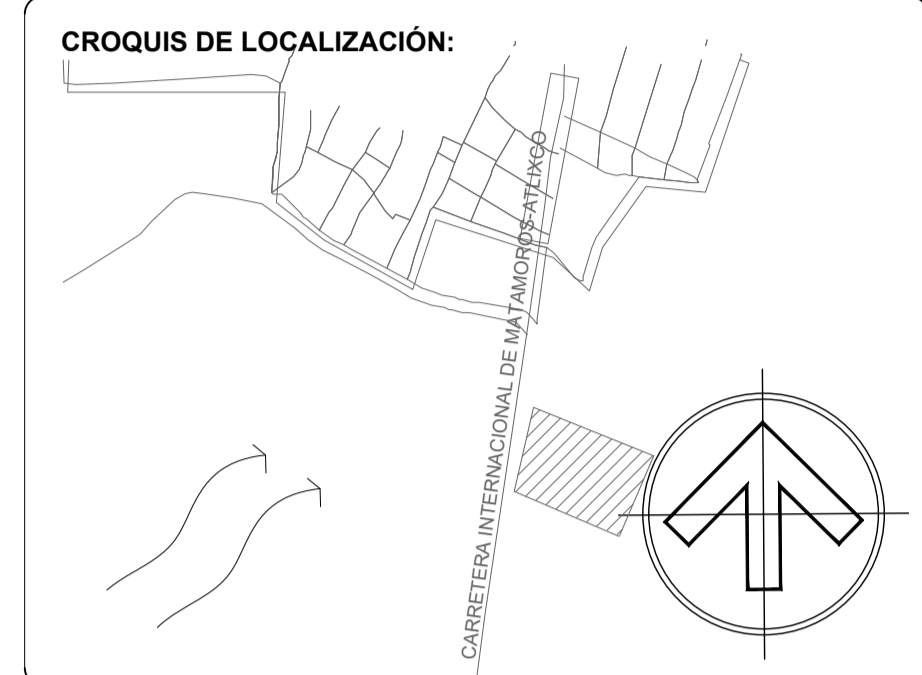 CROQUIS DE LOCALIZACIÓN:
CARRETERA INTERNACIONAL DE MATAMOROS-ATLIXCO